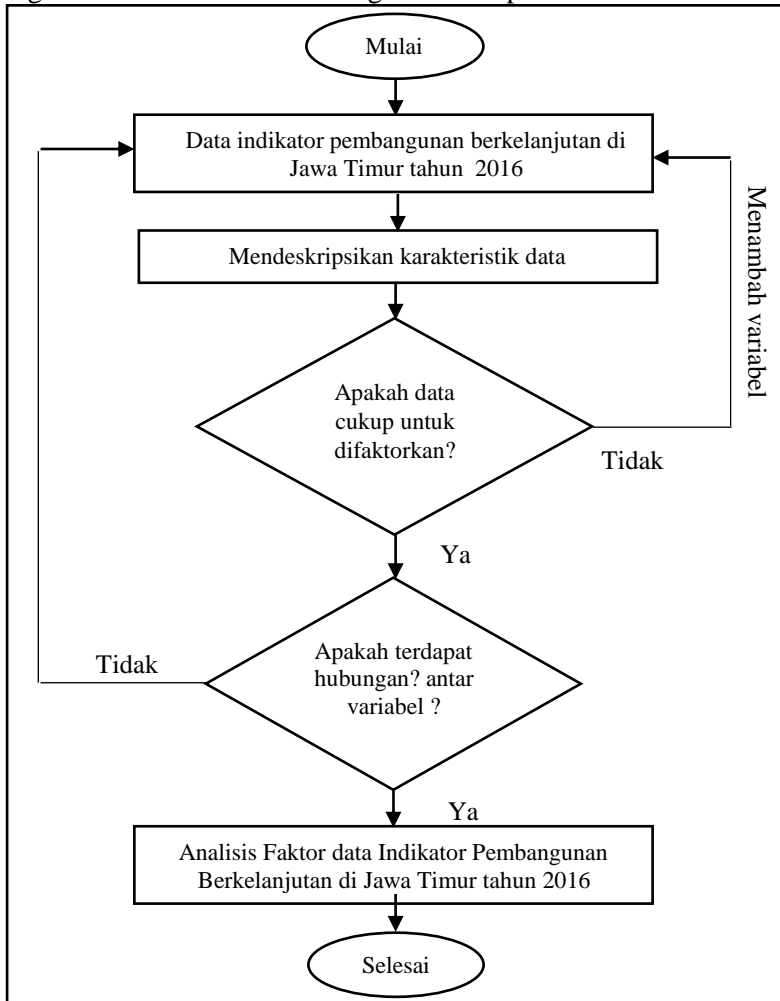 Mulai
Data indikator pembangunan berkelanjutan di
Jawa Timur tahun 2016
Mendeskripsikan karakteristik data
Menambah variabel
Apakah data
cukup untuk
difaktorkan?
Tidak
Ya
Apakah terdapat
hubungan? antar
variabel ?
Tidak
Ya
Analisis Faktor data Indikator Pembangunan
Berkelanjutan di Jawa Timur tahun 2016
Selesai